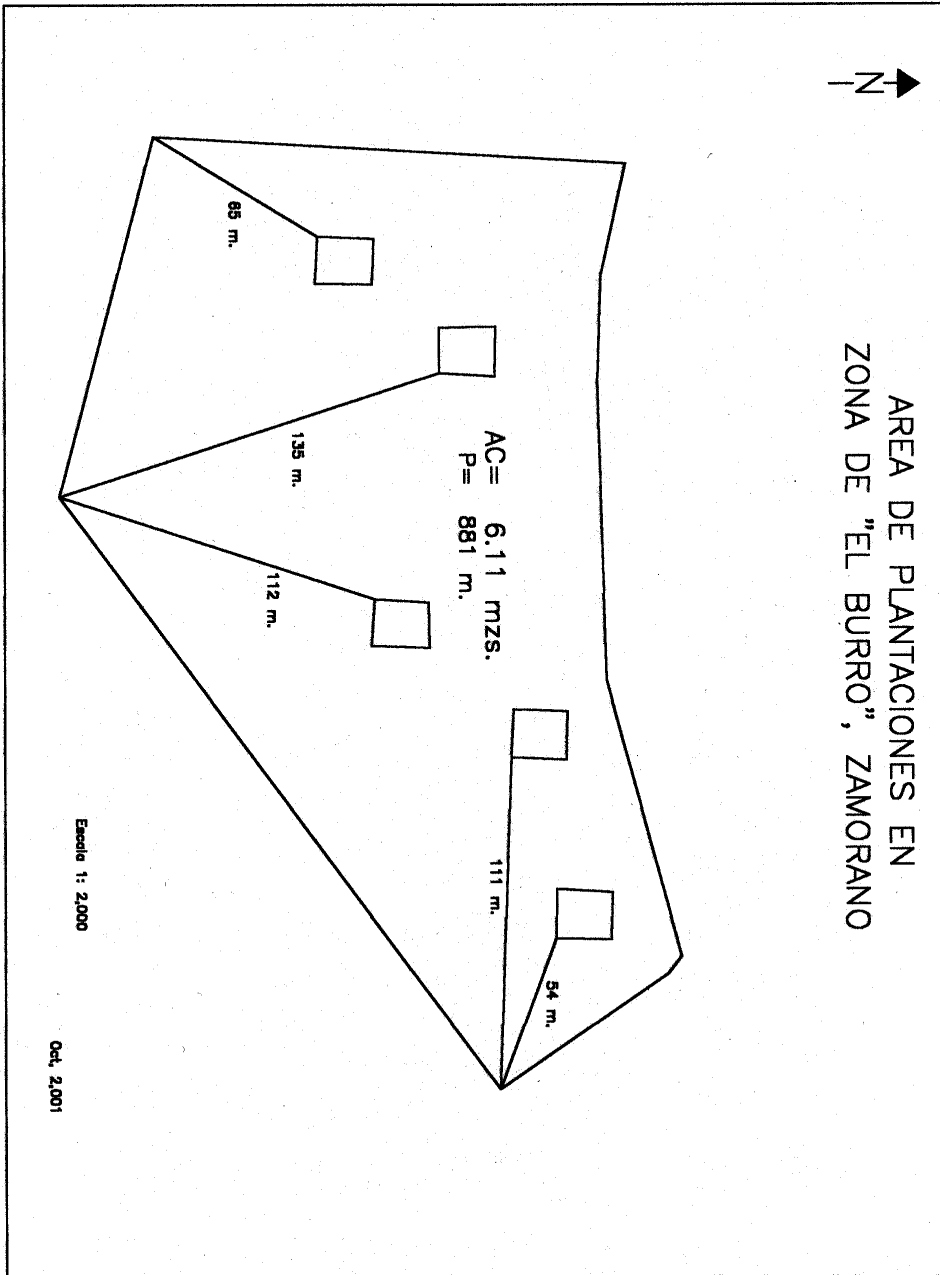 N
AREA DE PLANTACIONES EN
ZONA DE "EL BURRO", ZAMORANO
54 m.
111 m.
AC= 6.11 mzs.
P= 881 m.
135 m.
112 m.
65 m.
Escala 1: 2,000
Oct, 2,001